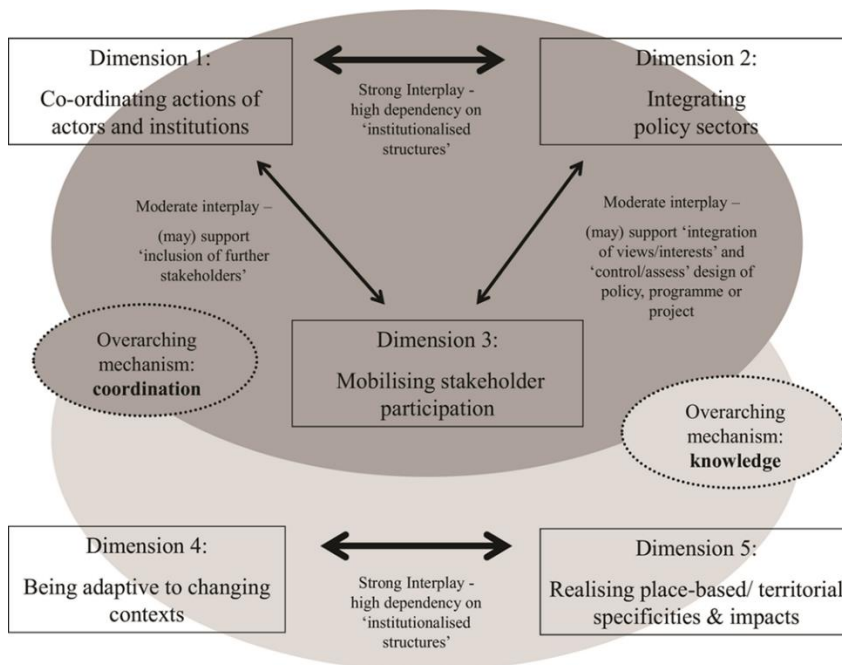 Dimension 1:
Co-ordinating actions of
actors and institutions
Strong Interplay -
high dependency on
‘institutionalised
structures’
Dimension 2:
Integrating
policy sectors
Moderate interplay –
(may) support
‘inclusion of further
stakeholders’
Moderate interplay –
(may) support ‘integration
of views/interests’ and
‘control/assess’ design of
policy, programme or
project
Overarching
mechanism:
coordination
Dimension 3:
Mobilising stakeholder
participation
Overarching
mechanism:
knowledge
Dimension 4:
Being adaptive to changing
contexts
Strong Interplay -
high dependency on
‘institutionalised
structures’
Dimension 5:
Realising place-based/ territorial
specificities & impacts